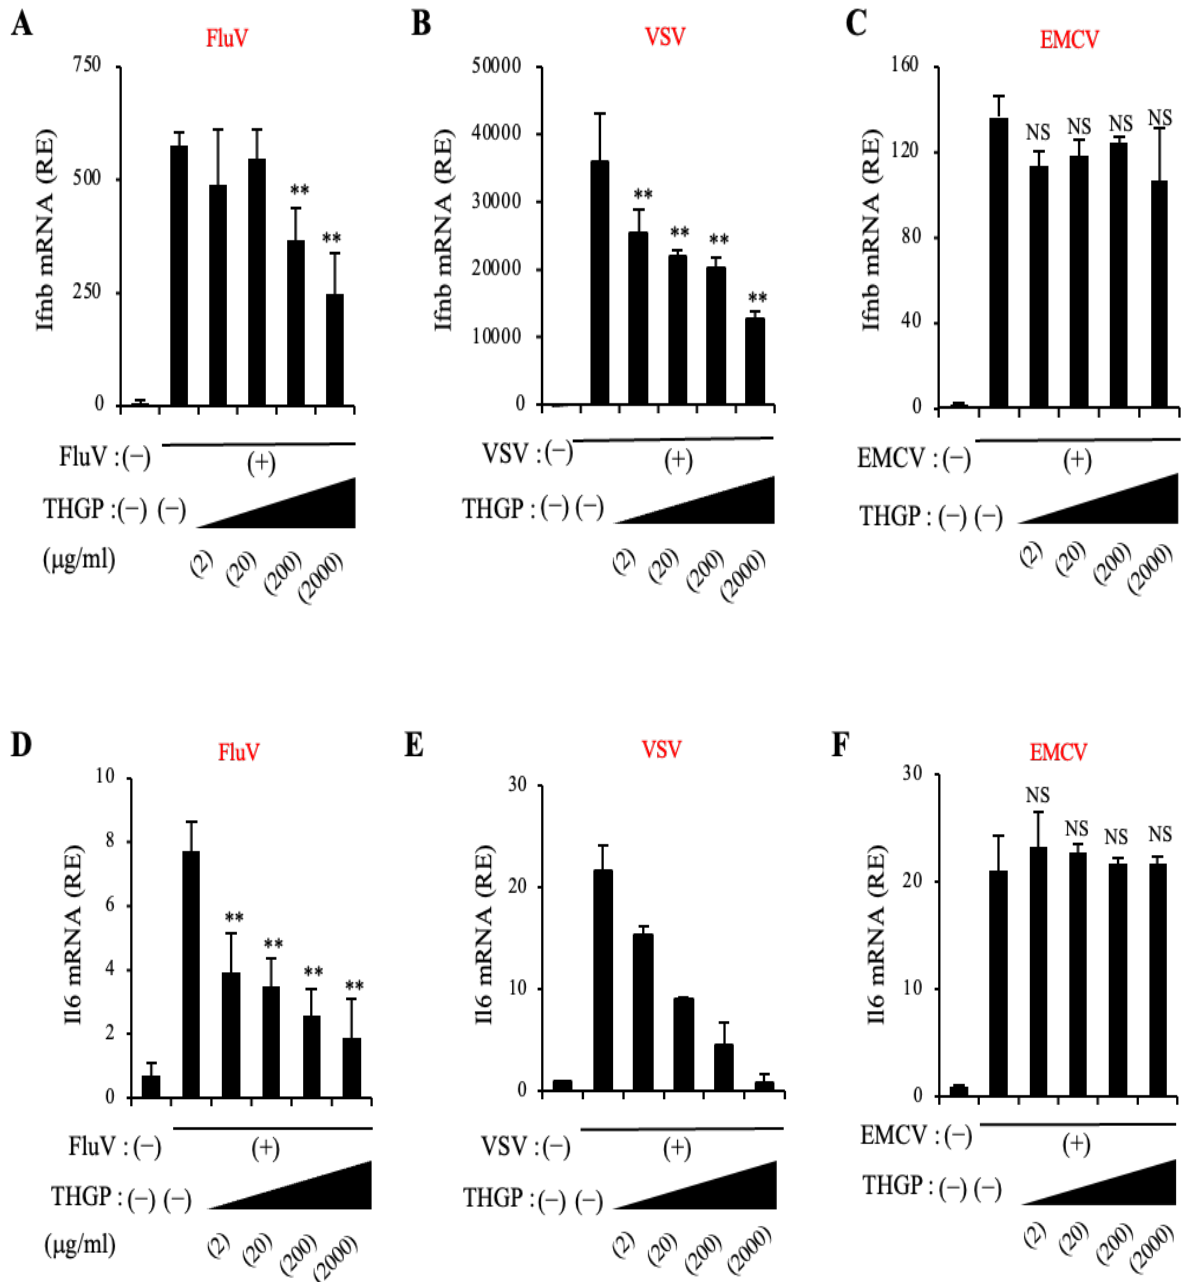 A
FluV
750
500
250
0
Ifnb mRNA (RE)
**
**
FluV : (−) (+)
THGP : (−) (−)
(μg/ml) (2) (20) (200) (2000)
B
VSV
50000
40000
30000
20000
10000
0
Ifnb mRNA (RE)
**
**
**
**
VSV : (−) (+)
THGP : (−) (−)
(2) (20) (200) (2000)
C
EMCV
160
120
80
40
0
Ifnb mRNA (RE)
NS NS NS NS
EMCV : (−) (+)
THGP : (−) (−)
(2) (20) (200) (2000)
D
FluV
10
8
6
4
2
0
Il6 mRNA (RE)
**
**
**
**
FluV : (−) (+)
THGP : (−) (−)
(μg/ml) (2) (20) (200) (2000)
E
VSV
30
20
10
0
Il6 mRNA (RE)
VSV : (−) (+)
THGP : (−) (−)
(2) (20) (200) (2000)
F
EMCV
30
20
10
0
Il6 mRNA (RE)
NS
NS NS NS
EMCV : (−) (+)
THGP : (−) (−)
(2) (20) (200) (2000)